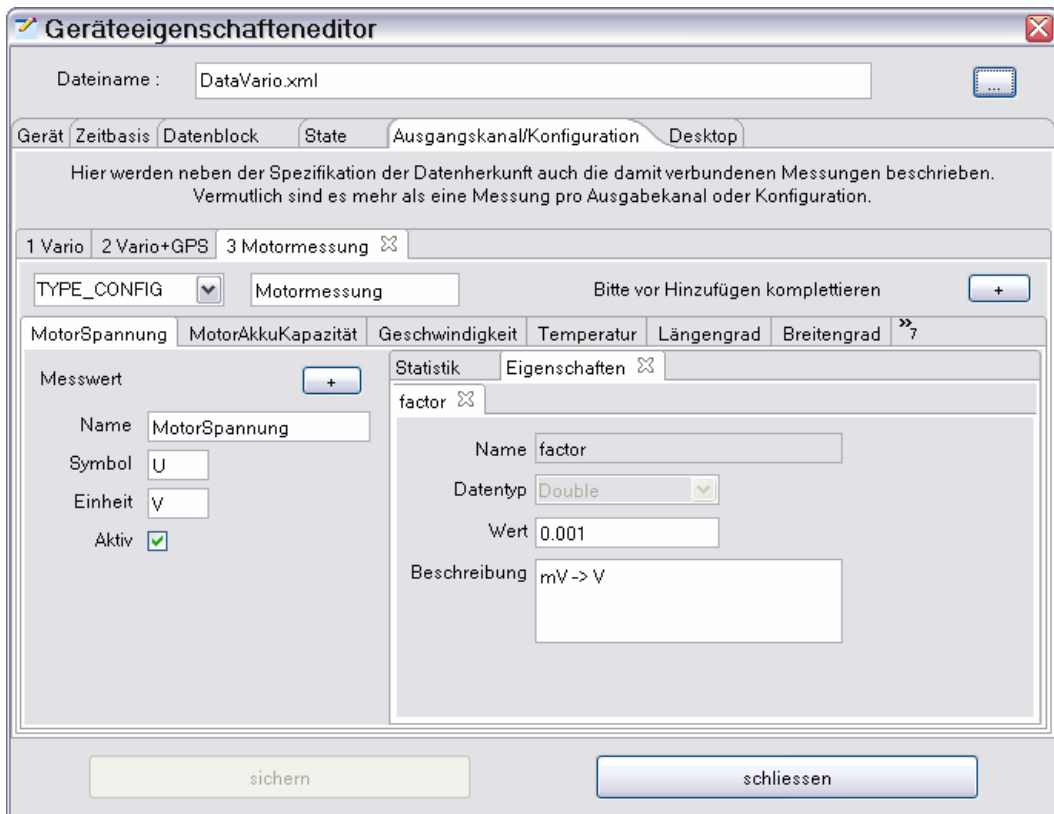 Geräteeigenschafteneditor
Dateiname : DataVario.xml ...
Gerät Zeitbasis Datenblock State Ausgangskanal/Konfiguration Desktop
Hier werden neben der Spezifikation der Datenherkunft auch die damit verbundenen Messungen beschrieben.
Vermutlich sind es mehr als eine Messung pro Ausgabekanal oder Konfiguration.
1 Vario 2 Vario+GPS 3 Motormessung
TYPE_CONFIG Motormessung Bitte vor Hinzufügen komplettieren +
MotorSpannung MotorAkkuKapazität Geschwindigkeit Temperatur Längengrad Breitengrad »7
Messwert +
Name MotorSpannung
Symbol U
Einheit V
Aktiv
Statistik Eigenschaften
factor
Name factor
Datentyp Double
Wert 0.001
Beschreibung mV -> V
sichern schliessen